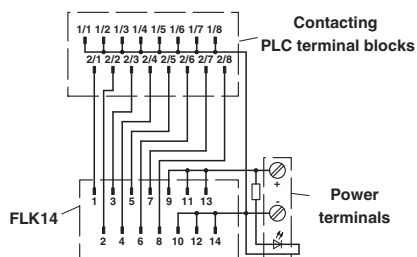 Contacting
PLC terminal blocks
1/1 1/2 1/3 1/4 1/5 1/6 1/7 1/8
2/1 2/2 2/3 2/4 2/5 2/6 2/7 2/8
1 3 5 7 9 11 13
+
-
Power
terminals
FLK14
2 4 6 8 10 12 14